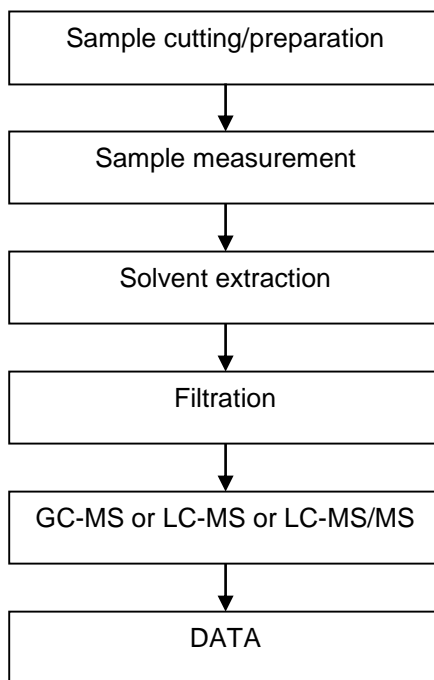 Sample cutting/preparation
Sample measurement
Solvent extraction
Filtration
GC-MS or LC-MS or LC-MS/MS
DATA